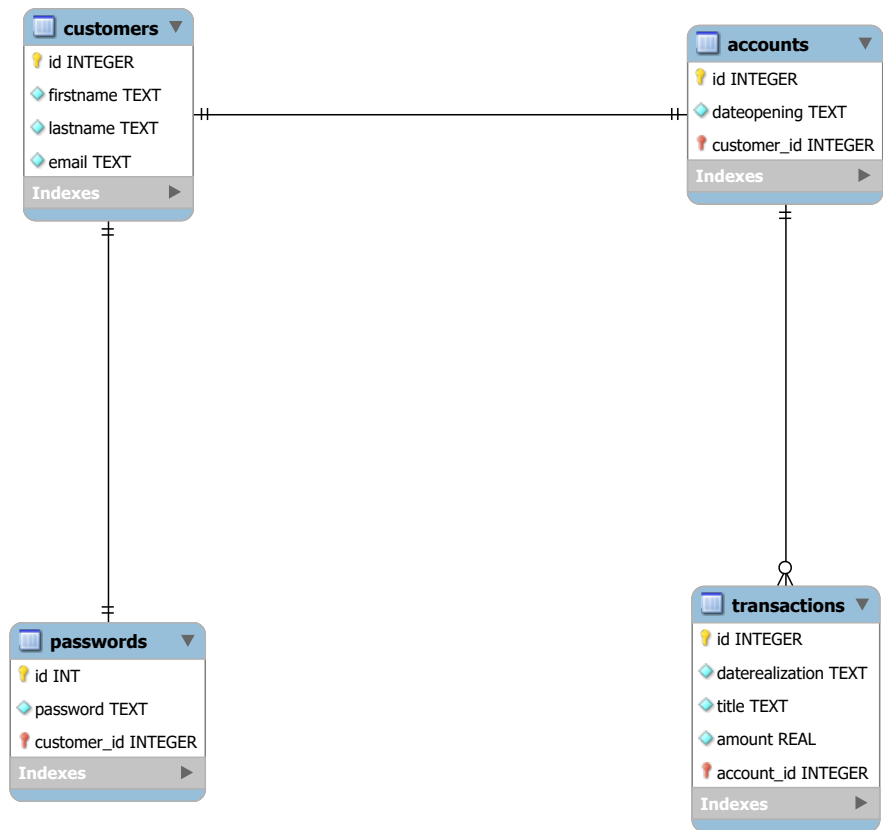 customers
id INTEGER
firstname TEXT
lastname TEXT
email TEXT
Indexes
accounts
id INTEGER
dateopening TEXT
customer_id INTEGER
Indexes
passwords
id INT
password TEXT
customer_id INTEGER
Indexes
transactions
id INTEGER
daterealization TEXT
title TEXT
amount REAL
account_id INTEGER
Indexes